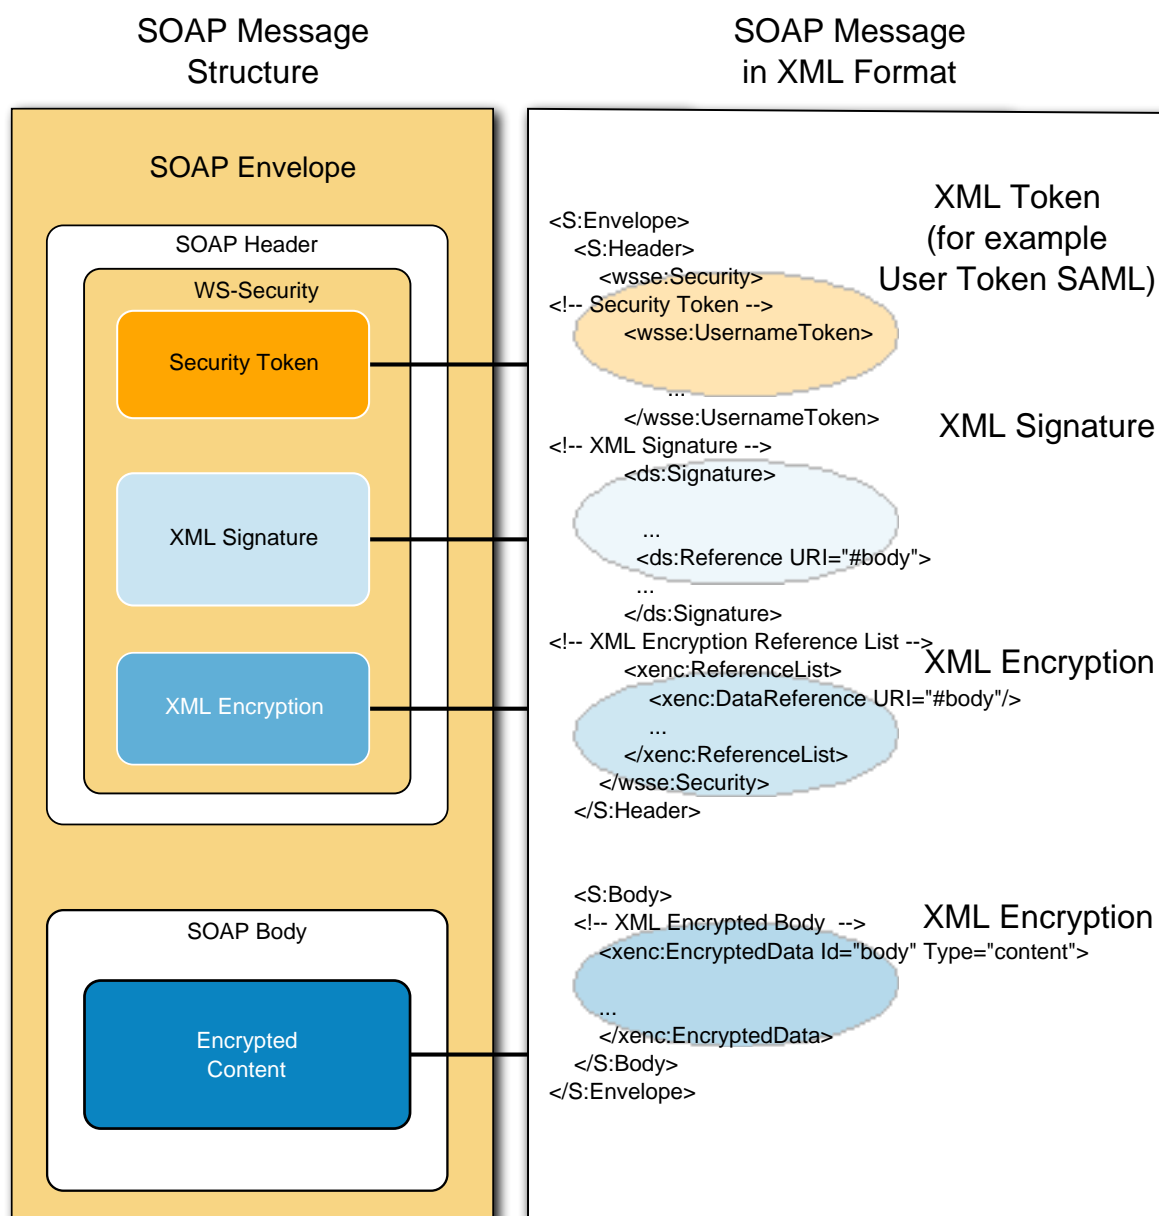 SOAP Message
Structure
SOAP Envelope
SOAP Header
WS-Security
Security Token
XML Signature
XML Encryption
SOAP Body
Encrypted
Content
SOAP Message
in XML Format
XML Token
(for example
User Token SAML)
<S:Envelope>
<S:Header>
<wsse:Security>
<!-- Security Token -->
<wsse:UsernameToken>
...
</wsse:UsernameToken>
XML Signature
<!-- XML Signature -->
<ds:Signature>
...
<ds:Reference URI="#body">
...
</ds:Signature>
<!-- XML Encryption Reference List -->
XML Encryption
<xenc:ReferenceList>
<xenc:DataReference URI="#body"/>
...
</xenc:ReferenceList>
</wsse:Security>
</S:Header>
<S:Body>
XML Encryption
<!-- XML Encrypted Body  -->
<xenc:EncryptedData Id="body" Type="content">
...
</xenc:EncryptedData>
</S:Body>
</S:Envelope>